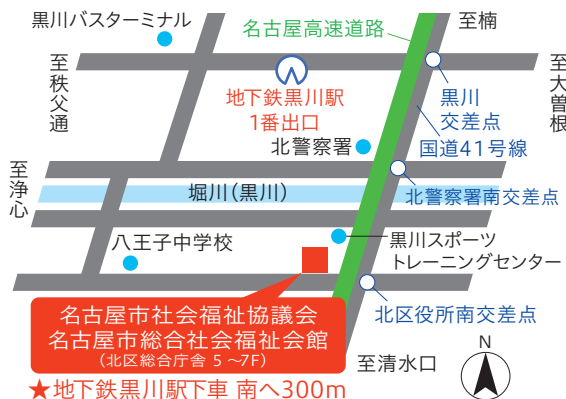 黒川バスターミナル
名古屋高速道路
至楠
至秩父通
地下鉄黒川駅
1番出口
黒川
交差点
至大曽根
北警察署
国道41号線
至浄心
堀川(黒川)
北警察署南交差点
八王子中学校
黒川スポーツ
トレーニングセンター
名古屋市社会福祉協議会
名古屋市総合社会福祉会館
(北区総合庁舎 5 〜7F)
北区役所南交差点
至清水口
N
★地下鉄黒川駅下車 南へ300m